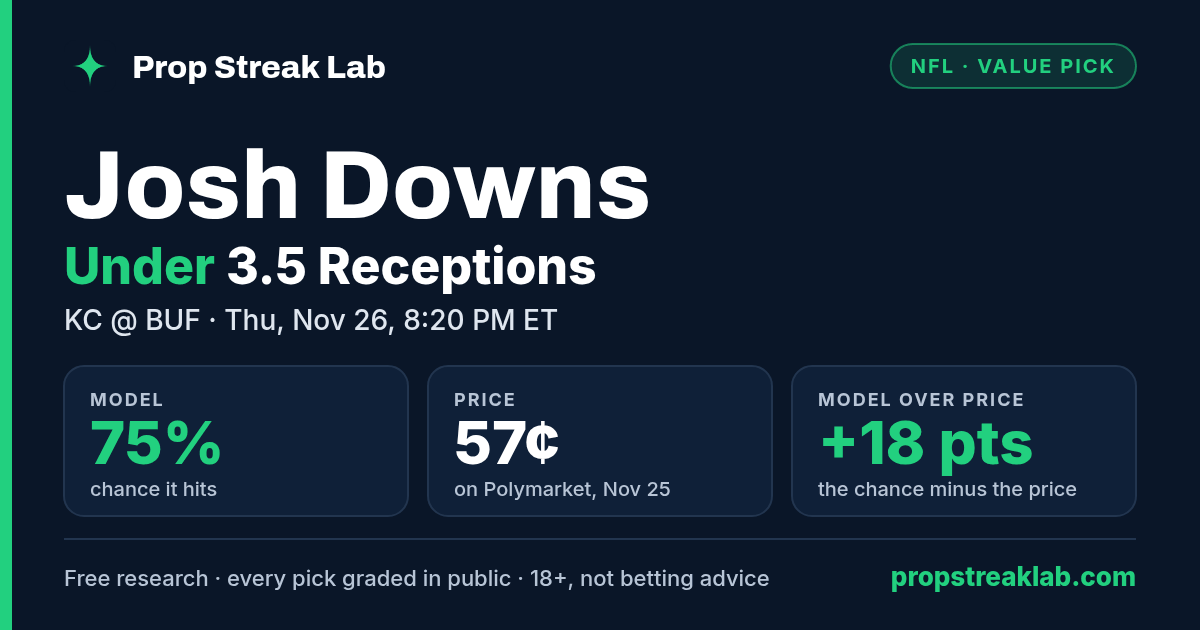 Prop Streak Lab
NFL · VALUE PICK
Josh Downs
Under 3.5 Receptions
KC @ BUF · Thu, Nov 26, 8:20 PM ET
MODEL
75%
chance it hits
PRICE
57¢
on Polymarket, Nov 25
MODEL OVER PRICE
+18 pts
the chance minus the price
Free research · every pick graded in public · 18+, not betting advice
propstreaklab.com